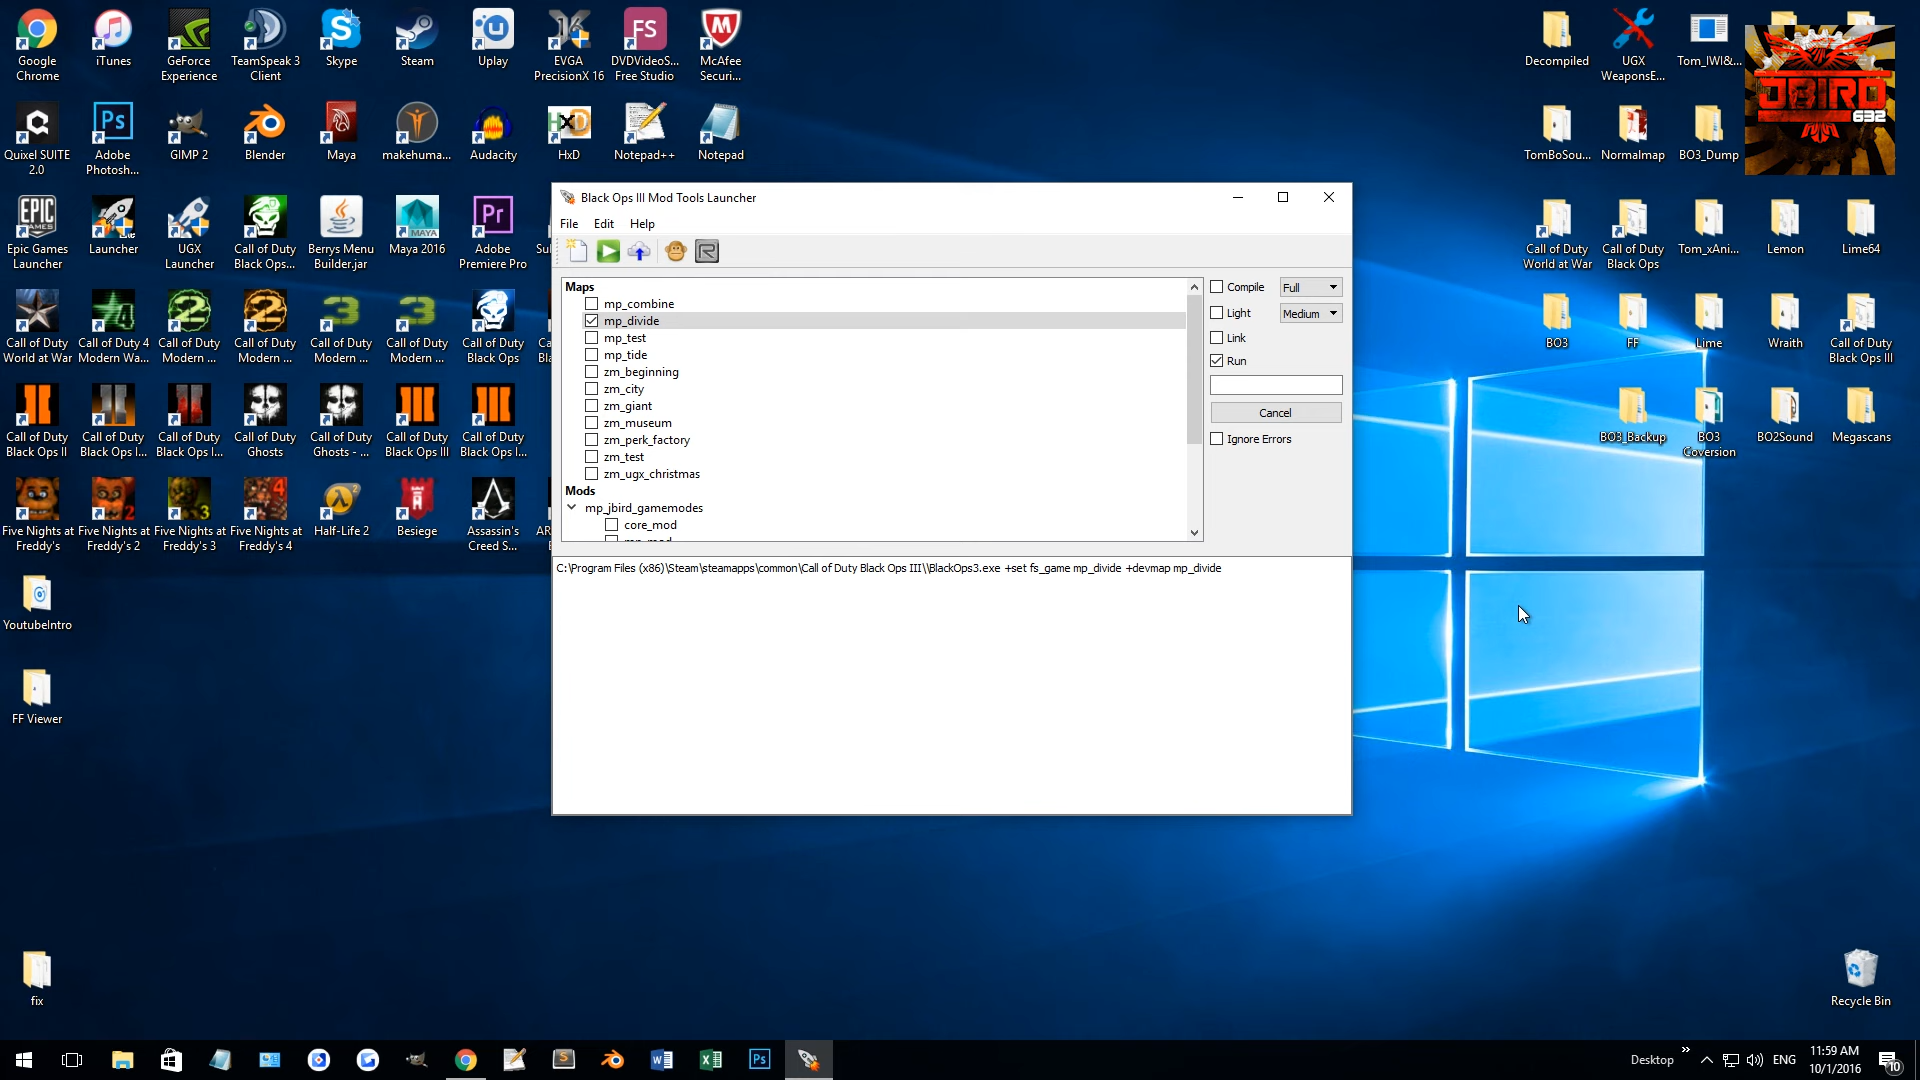 Google Chrome
iTunes
GeForce Experience
TeamSpeak 3 Client
Skype
Steam
Uplay
EVGA PrecisionX 16
DVDVideoS... Free Studio
McAfee Securi...
Decompiled
UGX WeaponsE...
Tom_IWI&...
JBIRD 632
Quixel SUITE 2.0
Adobe Photosh...
GIMP 2
Blender
Maya
makehuma...
Audacity
HxD
Notepad++
Notepad
TomBoSou...
Normalmap
BO3_Dump
Epic Games Launcher
Launcher
UGX Launcher
Call of Duty Black Ops...
Berrys Menu Builder.jar
Maya 2016
Adobe Premiere Pro
Call of Duty World at War
Call of Duty Black Ops
Tom_xAni...
Lemon
Lime64
Call of Duty World at War
Call of Duty 4 Modern Wa...
Call of Duty Modern ...
Call of Duty Modern ...
Call of Duty Modern ...
Call of Duty Modern ...
Call of Duty Black Ops
BO3
FF
Lime
Wraith
Call of Duty Black Ops III
Call of Duty Black Ops II
Call of Duty Black Ops I...
Call of Duty Black Ops I...
Call of Duty Ghosts
Call of Duty Ghosts - ...
Call of Duty Black Ops III
Call of Duty Black Ops I...
BO3_Backup
BO3 Coversion
BO2Sound
Megascans
Five Nights at Freddy's
Five Nights at Freddy's 2
Five Nights at Freddy's 3
Five Nights at Freddy's 4
Half-Life 2
Besiege
Assassin's Creed S...
YoutubeIntro
FF Viewer
fix
Recycle Bin
Black Ops III Mod Tools Launcher
File Edit Help
Maps
mp_combine
mp_divide
mp_test
mp_tide
zm_beginning
zm_city
zm_giant
zm_museum
zm_perk_factory
zm_test
zm_ugx_christmas
Mods
mp_jbird_gamemodes
core_mod
Compile Full
Light Medium
Link
Run
Cancel
Ignore Errors
C:\Program Files (x86)\Steam\steamapps\common\Call of Duty Black Ops III\\BlackOps3.exe +set fs_game mp_divide +devmap mp_divide
Desktop
ENG
11:59 AM
10/1/2016
10